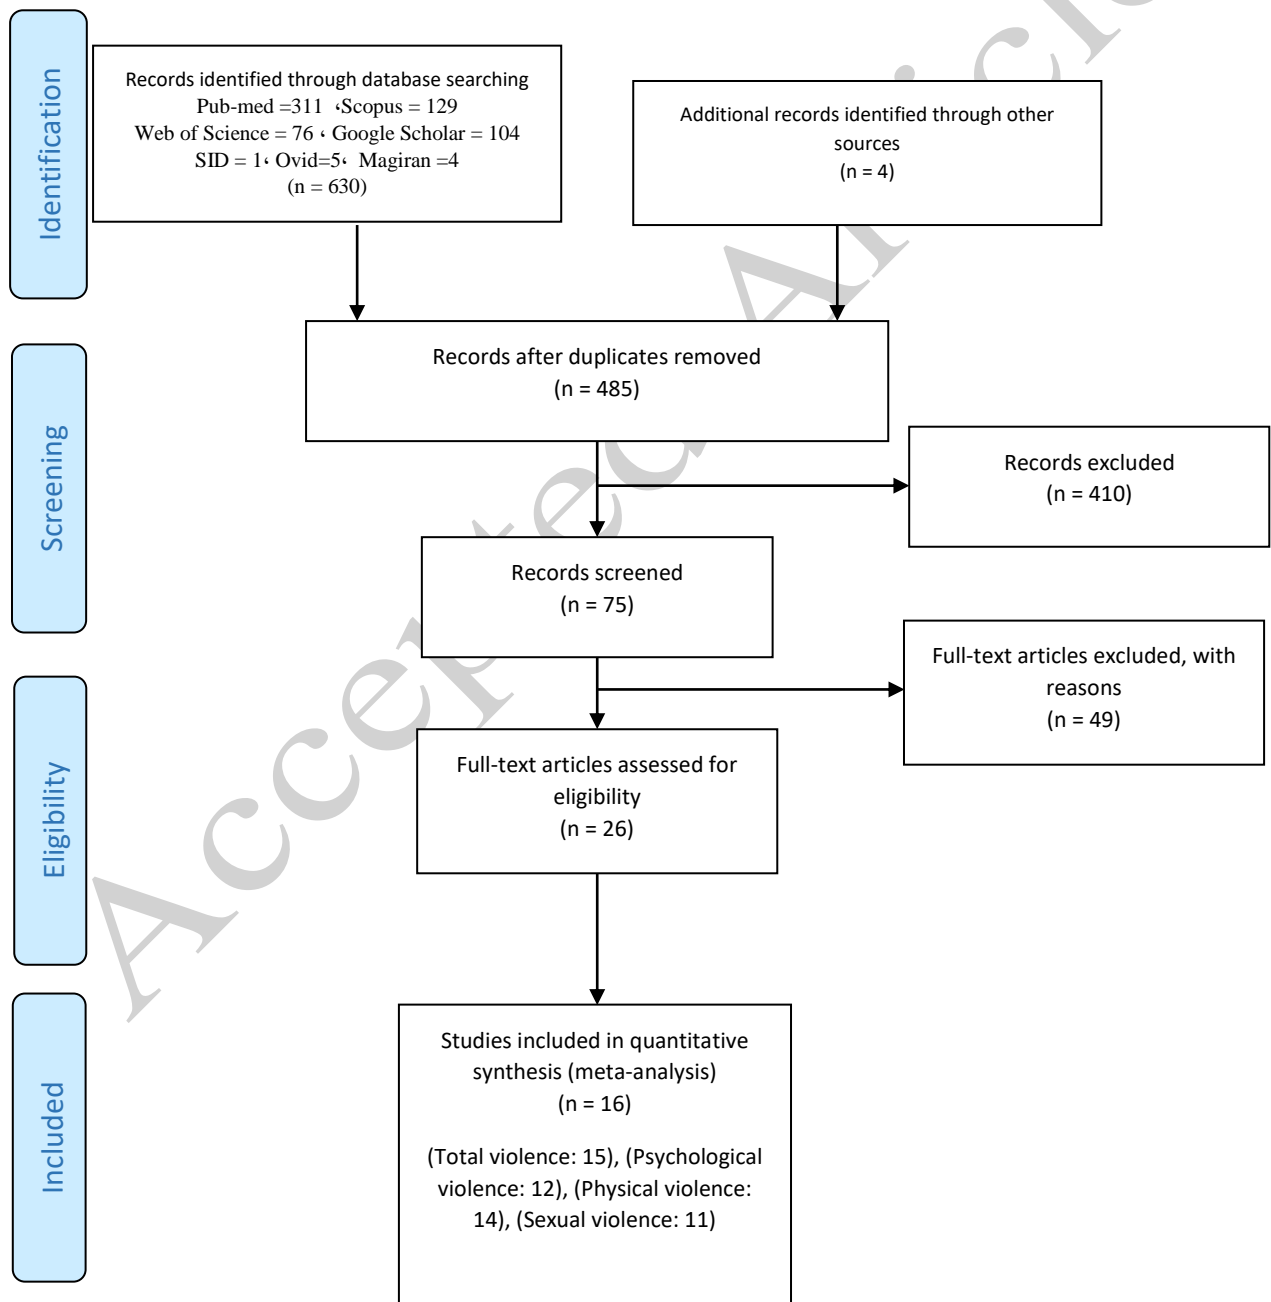 Identification
Records identified through database searching
Pub-med =311 ،Scopus = 129
Web of Science = 76 ، Google Scholar = 104
SID = 1، Ovid=5، Magiran =4
(n = 630)
Additional records identified through other
sources
(n = 4)
Records after duplicates removed
(n = 485)
Screening
Records excluded
(n = 410)
Records screened
(n = 75)
Full-text articles excluded, with
reasons
(n = 49)
Eligibility
Full-text articles assessed for
eligibility
(n = 26)
Included
Studies included in quantitative
synthesis (meta-analysis)
(n = 16)
(Total violence: 15), (Psychological
violence: 12), (Physical violence:
14), (Sexual violence: 11)
Accepted Article